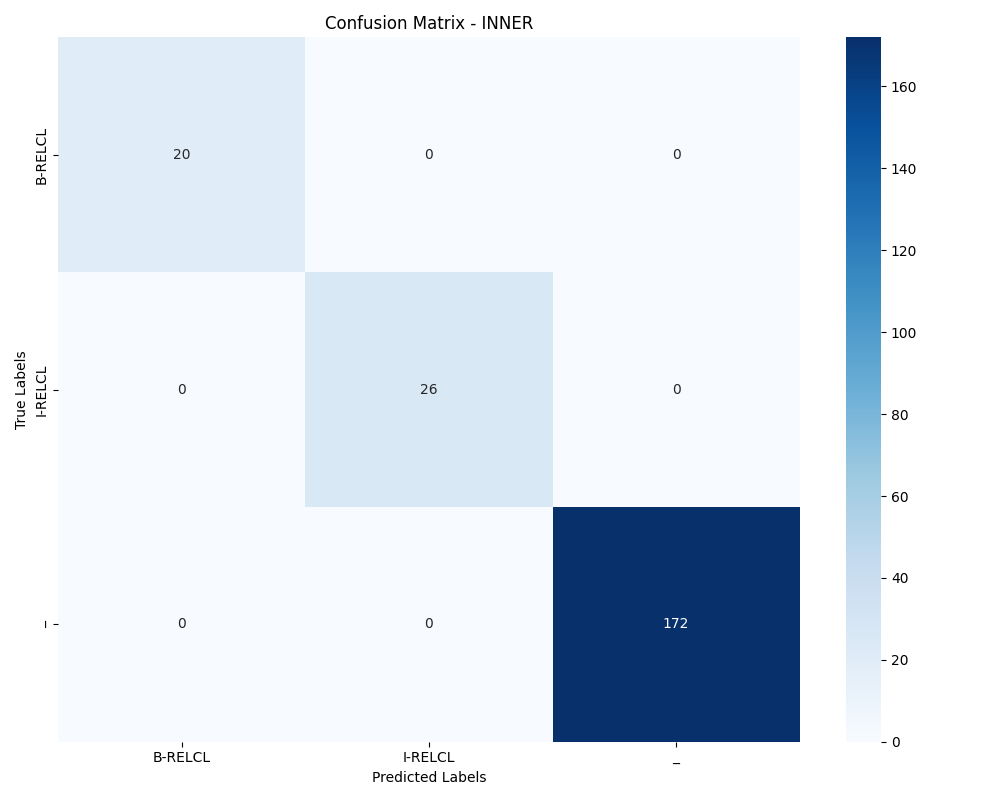 Confusion Matrix - INNER
True Labels
B-RELCL
20 0 0
I-RELCL
0 26 0
_
0 0 172
B-RELCL I-RELCL _
Predicted Labels
160
140
120
100
80
60
40
20
0